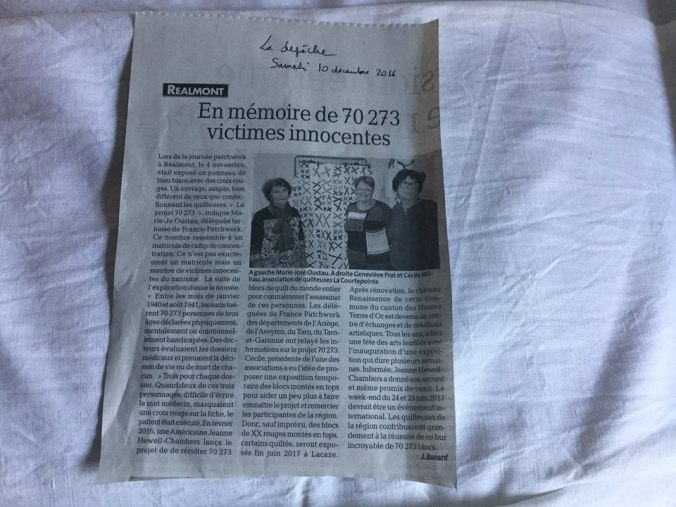 La depêche
Samedi 10 décembre 2016
REALMONT
En mémoire de 70 273
victimes innocentes
Lors de la journée patchwork
à Réalmont, le 4 novembre,
était exposé un panneau de
tissu blanc avec des croix rou-
ges. Un ouvrage, simple, bien
différent de ceux que confec-
tionnent les quilteuses. « Le
projet 70 273 », indique Ma-
rie-Jo Oustau, déléguée tar-
naise de France-Patchwork.
Ce nombre ressemble à un
matricule de camp de concen-
tration. Ce n'est pas exacte-
ment un matricule mais un
nombre de victimes innocen-
tes du nazisme. La suite de
l'explication donne la nausée.
« Entre les mois de janvier
1940 et août 1941, les nazis tuè-
rent 70 273 personnes de tous
âges déclarées physiquement,
mentalement ou émotionnel-
lement handicapées. Des doc-
teurs évaluaient les dossiers
médicaux et prenaient la déci-
sion de vie ou de mort de cha-
cun. » Trois pour chaque dos-
sier. Quand deux de ces trois
personnages, difficile d'écrire
le mot médecin, marquaient
une croix rouge sur la fiche, le
patient était exécuté. En février
2016, une Américaine Jeanne
Hewell-Chambers lança le
projet de de récolter 70 273
A gauche Marie-José Oustau. A droite Geneviève Prat et Cécile Mil-
hau, association de quilteuses La Courtepointe
blocs de quilt du monde entier
pour commémorer l'assassinat
de ces personnes. Les délé-
guées de France Patchwork
des départements de l'Ariège,
de l'Aveyron, du Tarn, du Tarn-
et-Garonne ont relayé les in-
formations sur le projet 70 273.
Cécile, présidente de l'une des
associations a eu l'idée de pro-
poser une exposition tempo-
raire des blocs montés en tops
pour aider un peu plus à faire
connaître le projet et remercier
les participantes de la région.
Donc, sauf imprévu, des blocs
de XX rouges montés en tops,
certains quiltés, seront expo-
sés fin juin 2017 à Lacaze.
Après rénovation, le château
Renaissance de cette com-
mune du canton des Hautes
Terres d'Oc est devenu un cen-
tre d'échanges et de créations
artistiques. Tous les ans, a lieu
une fête des arts textiles avec
l'inauguration d'une exposi-
tion qui dure plusieurs semai-
nes. Informée, Jeanne Howell-
Chambers a donné son accord
et même promis de venir. Le
week-end du 24 et 25 juin 2017
devrait être un événement in-
ternational. Les quilteuses de
la région contribueront gran-
dement à la réussite de ce but
incroyable de 70 273 blocs.
J. Record